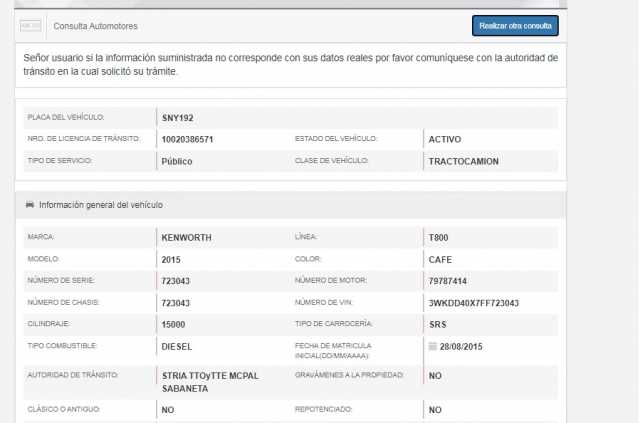 Consulta Automotores
Realizar otra consulta
Señor usuario si la información suministrada no corresponde con sus datos reales por favor comuníquese con la autoridad de
tránsito en la cual solicitó su trámite.
PLACA DEL VEHÍCULO: SNY192
NRO. DE LICENCIA DE TRÁNSITO: 10020386571 ESTADO DEL VEHÍCULO: ACTIVO
TIPO DE SERVICIO: Público CLASE DE VEHÍCULO: TRACTOCAMION
Información general del vehículo
MARCA: KENWORTH LÍNEA: T800
MODELO: 2015 COLOR: CAFE
NÚMERO DE SERIE: 723043 NÚMERO DE MOTOR: 79787414
NÚMERO DE CHASIS: 723043 NÚMERO DE VIN: 3WKDD40X7FF723043
CILINDRAJE: 15000 TIPO DE CARROCERÍA: SRS
TIPO COMBUSTIBLE: DIESEL FECHA DE MATRICULA 28/08/2015
INICIAL(DD/MM/AAAA):
AUTORIDAD DE TRÁNSITO: STRIA TTOyTTE MCPAL GRAVÁMENES A LA PROPIEDAD: NO
SABANETA
CLÁSICO O ANTIGUO: NO REPOTENCIADO: NO